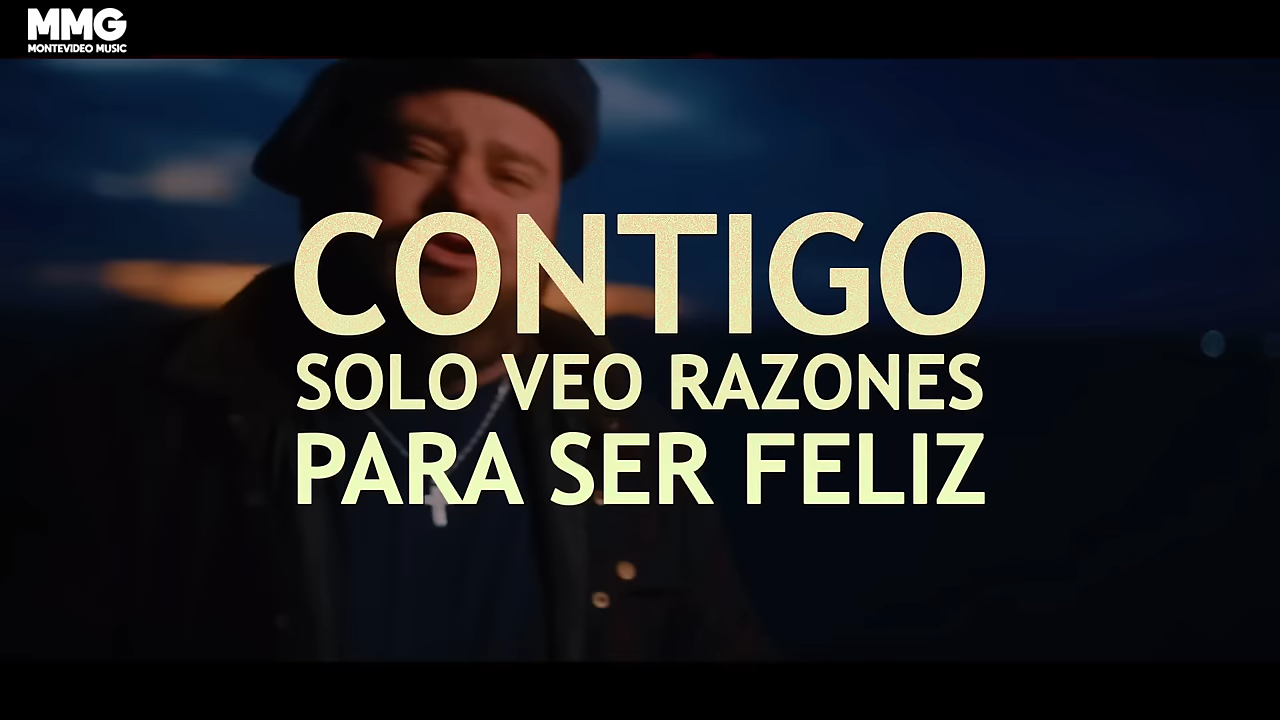 MMG
MONTEVIDEO MUSIC
CONTIGO
SOLO VEO RAZONES
PARA SER FELIZ